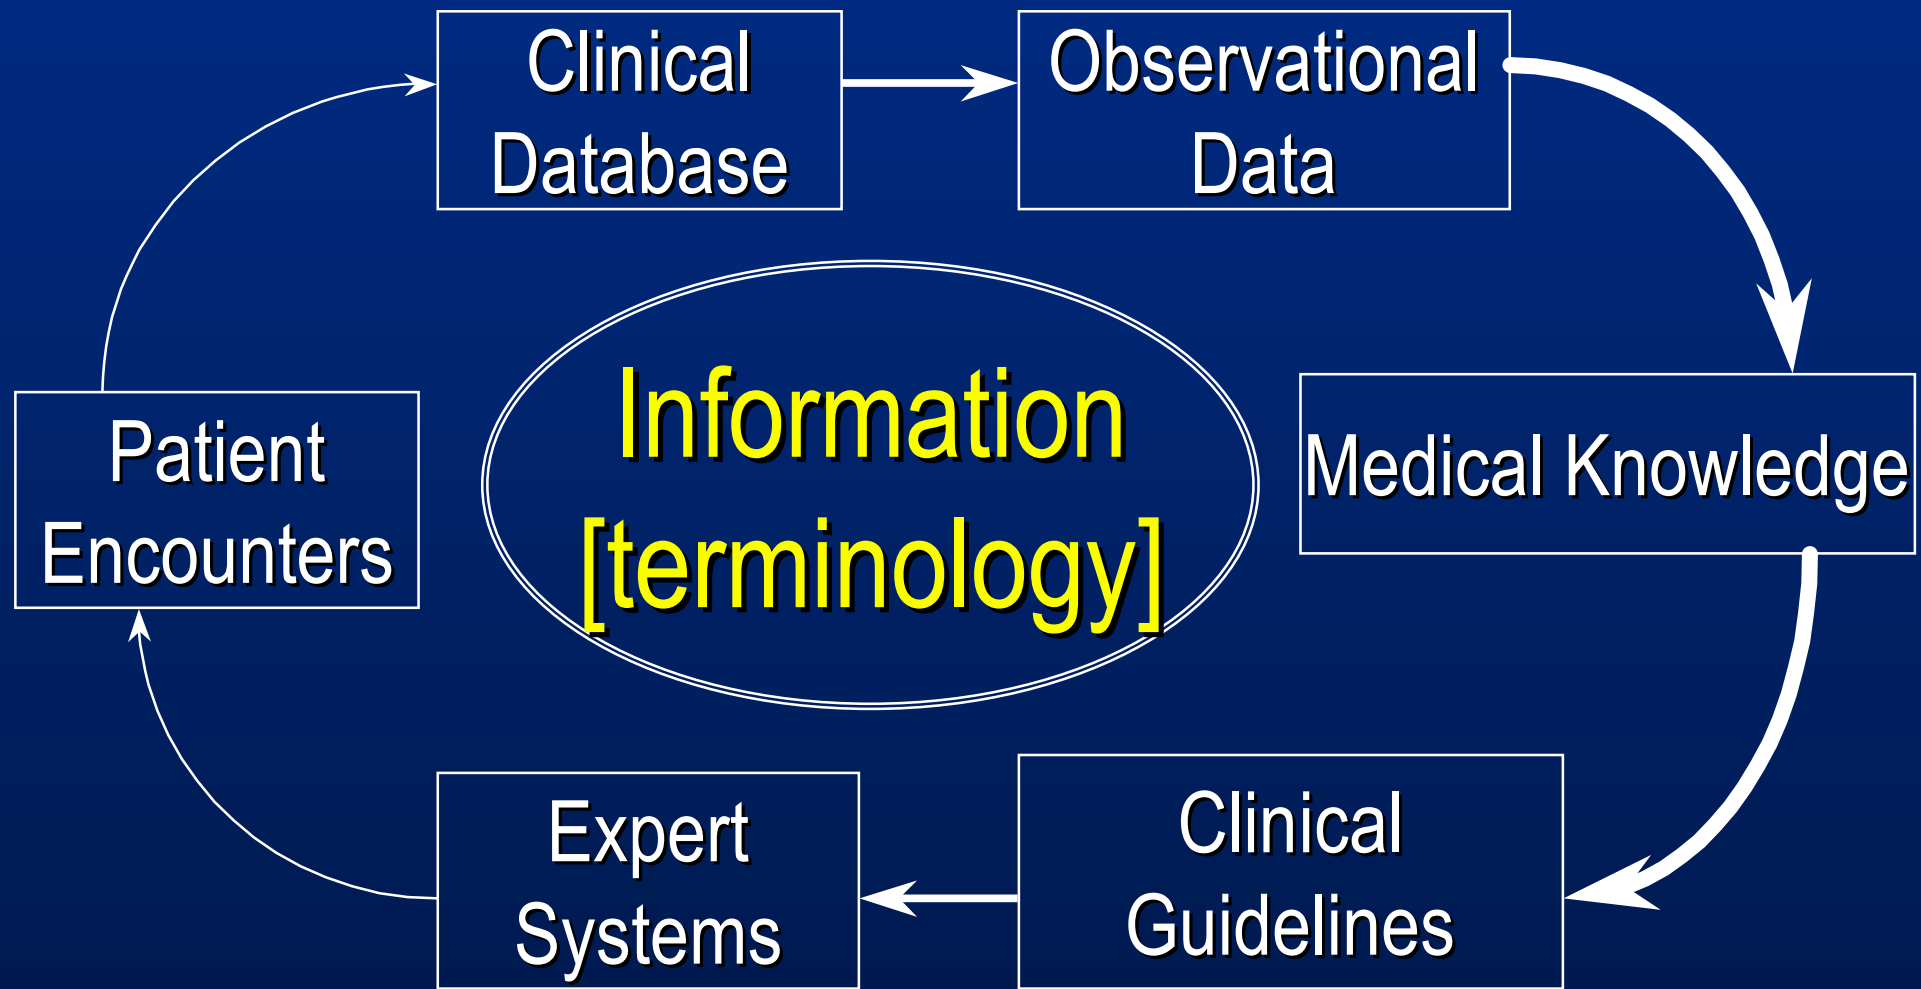 Clinical
Database
Observational
Data
Patient
Encounters
Information
[terminology]
Medical Knowledge
Expert
Systems
Clinical
Guidelines